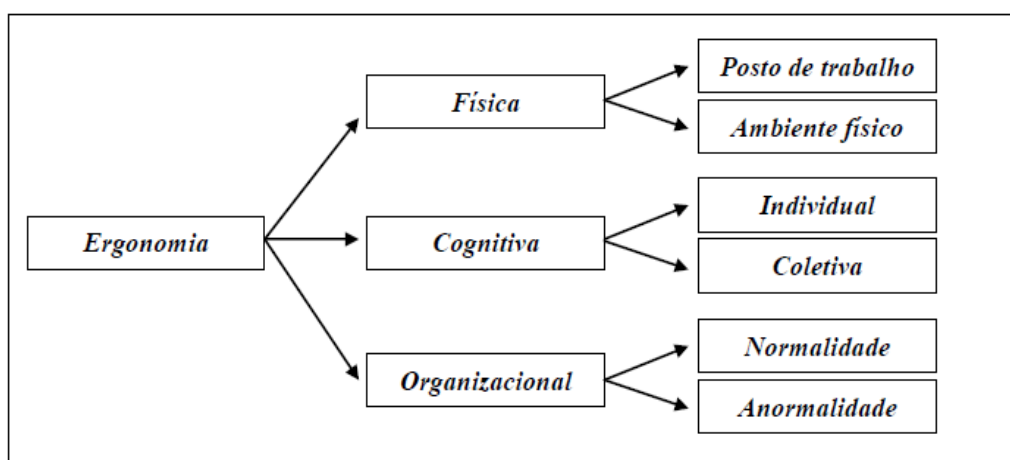 Ergonomia
Física
Posto de trabalho
Ambiente físico
Cognitiva
Individual
Coletiva
Organizacional
Normalidade
Anormalidade